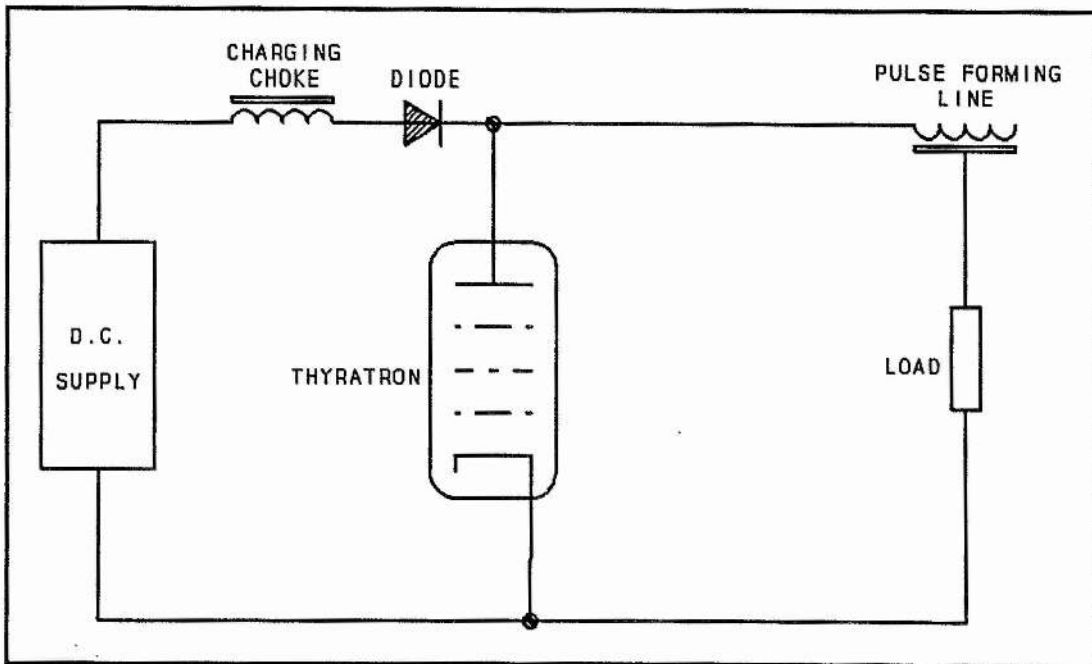 CHARGING
CHOKE
DIODE
PULSE FORMING
LINE
D.C.
SUPPLY
THYRATRON
LOAD